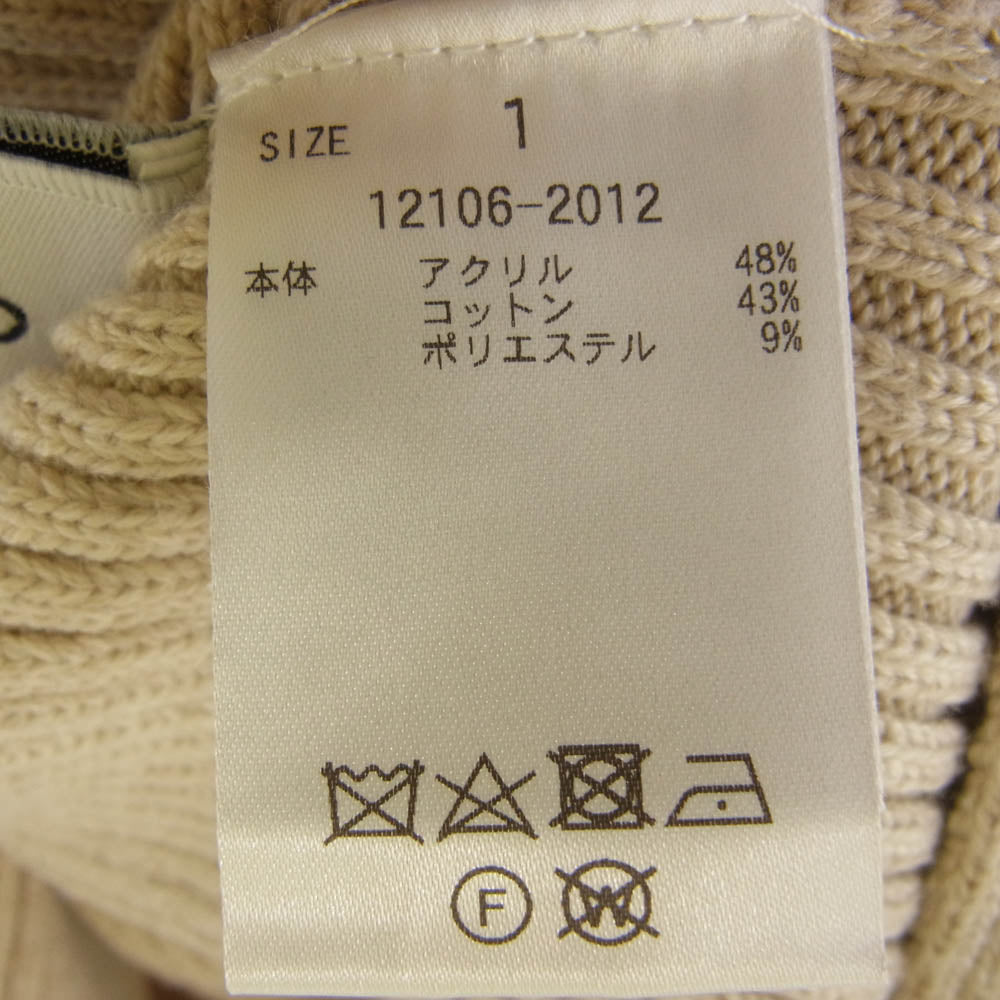 SIZE 1
12106-2012
本体 アクリル 48%
コットン 43%
ポリエステル 9%
F W